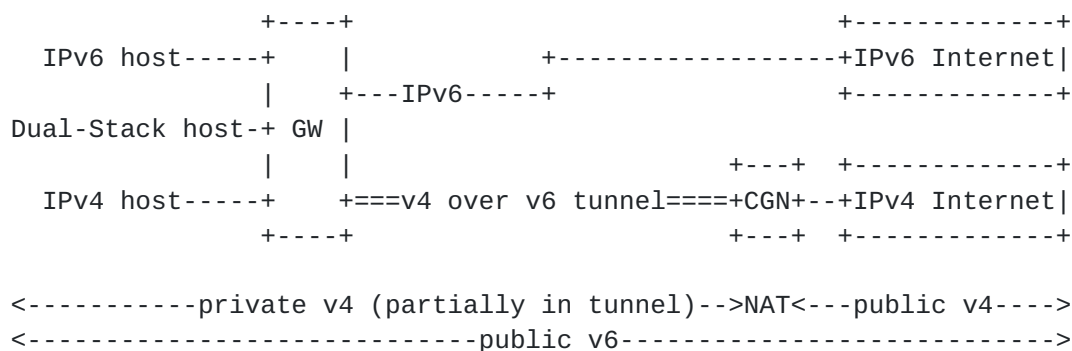 +----+                                  +-------------+
  IPv6 host-----+    |             +------------------+IPv6 Internet|
                |    +---IPv6-----+                   +-------------+
Dual-Stack host-+ GW |
                |    |                         +---+  +-------------+
  IPv4 host-----+    +===v4 over v6 tunnel====+CGN+--+IPv4 Internet|
                +----+                         +---+  +-------------+
<-----------private v4 (partially in tunnel)-->NAT<---public v4---->
<-----------------------------public v6---------------------------->